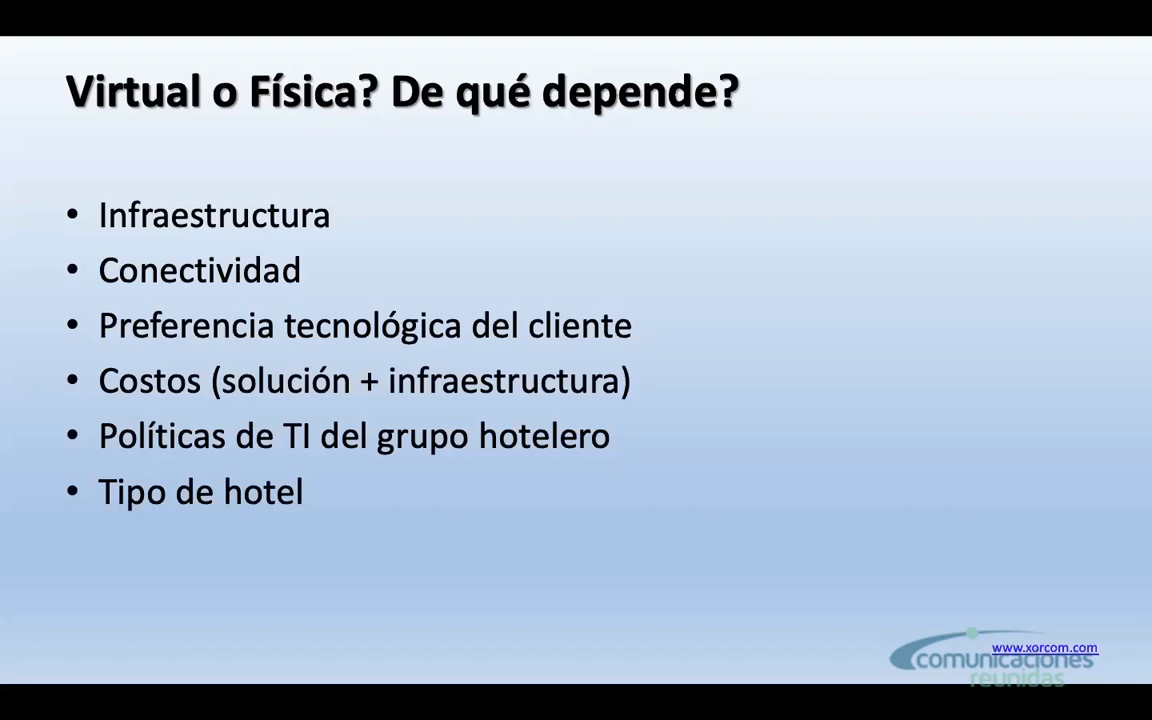 Virtual o Física? De qué depende?
• Infraestructura
• Conectividad
• Preferencia tecnológica del cliente
• Costos (solución + infraestructura)
• Políticas de TI del grupo hotelero
• Tipo de hotel
www.xorcom.com
comunicaciones
reunidas